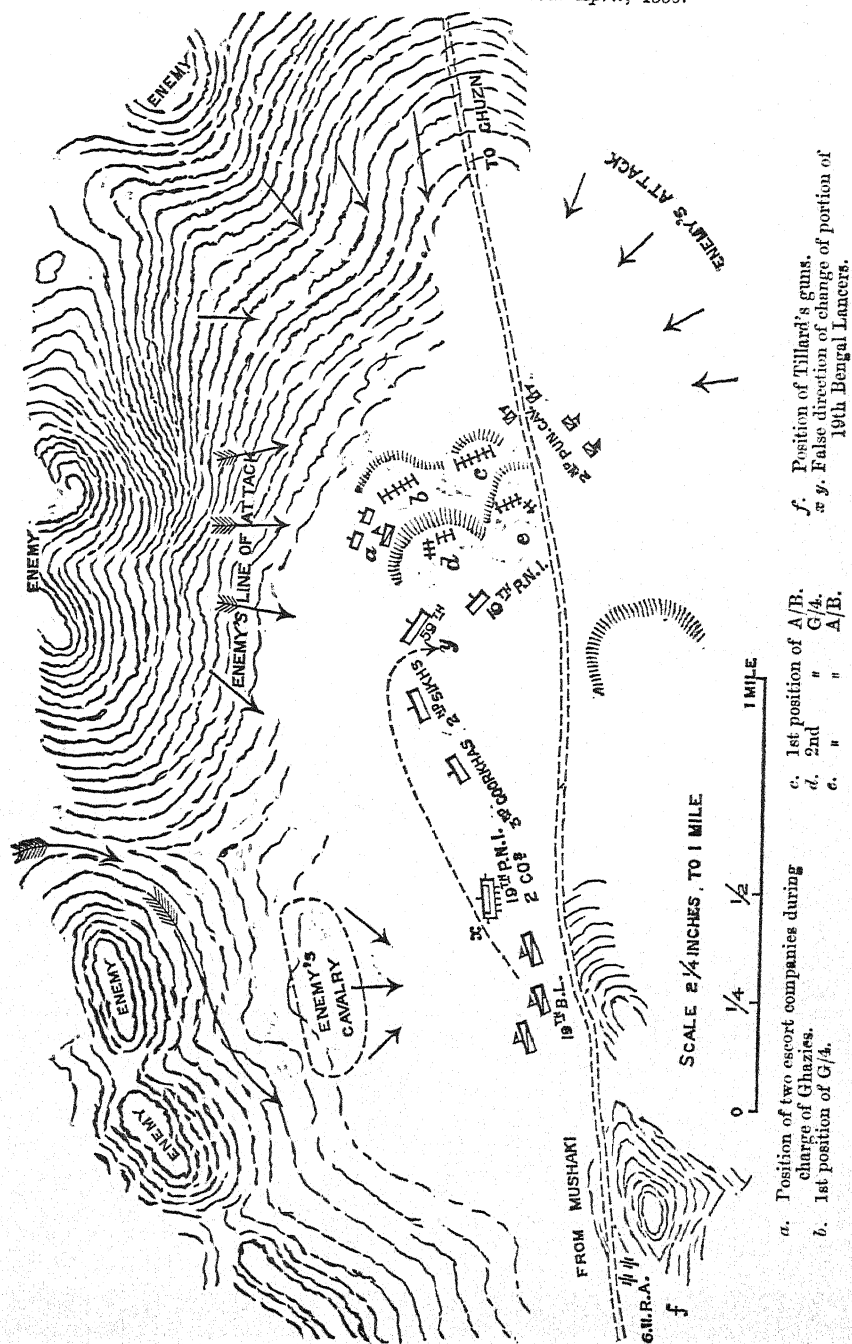 April, 1880.
ENEMY
ENEMY
ENEMY
ENEMY
ENEMY'S LINE OF ATTACK
TO GHUZN
ENEMY'S ATTACK
ENEMY'S CAVALRY
a
b
c
d
e
2ND PUN. CAV.
19TH P.N.I.
59TH
y
2ND SIKHS
3RD GOORKHAS
19TH P.N.I.
2 COS
x
19TH B.L.
FROM MUSHAKI
6.11.R.A.
f
SCALE 2 1/4 INCHES, TO 1 MILE.
0 1/4 1/2 1 MILE
a. Position of two escort companies during
charge of Ghazies.
b. 1st position of G/4.
c. 1st position of A/B.
d. 2nd " " G/4.
e. " " A/B.
f. Position of Tillard's guns.
x y. False direction of change of portion of
19th Bengal Lancers.